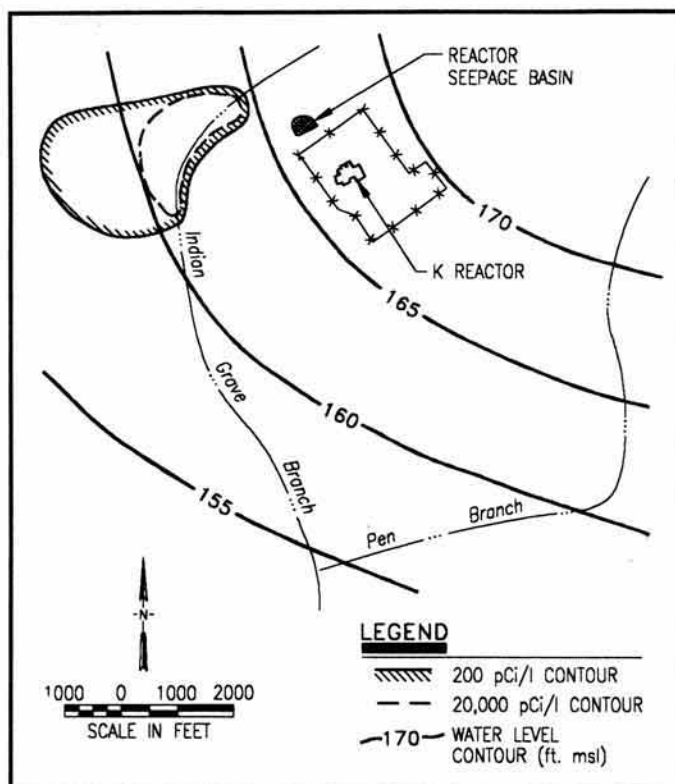 REACTOR
SEEPAGE BASIN
170
K REACTOR
Indian
165
Grave
160
Branch
155
Pen Branch
-N-
1000 0 1000 2000
SCALE IN FEET
LEGEND
200 pCi/l CONTOUR
20,000 pCi/l CONTOUR
170 WATER LEVEL
CONTOUR (ft. msl)